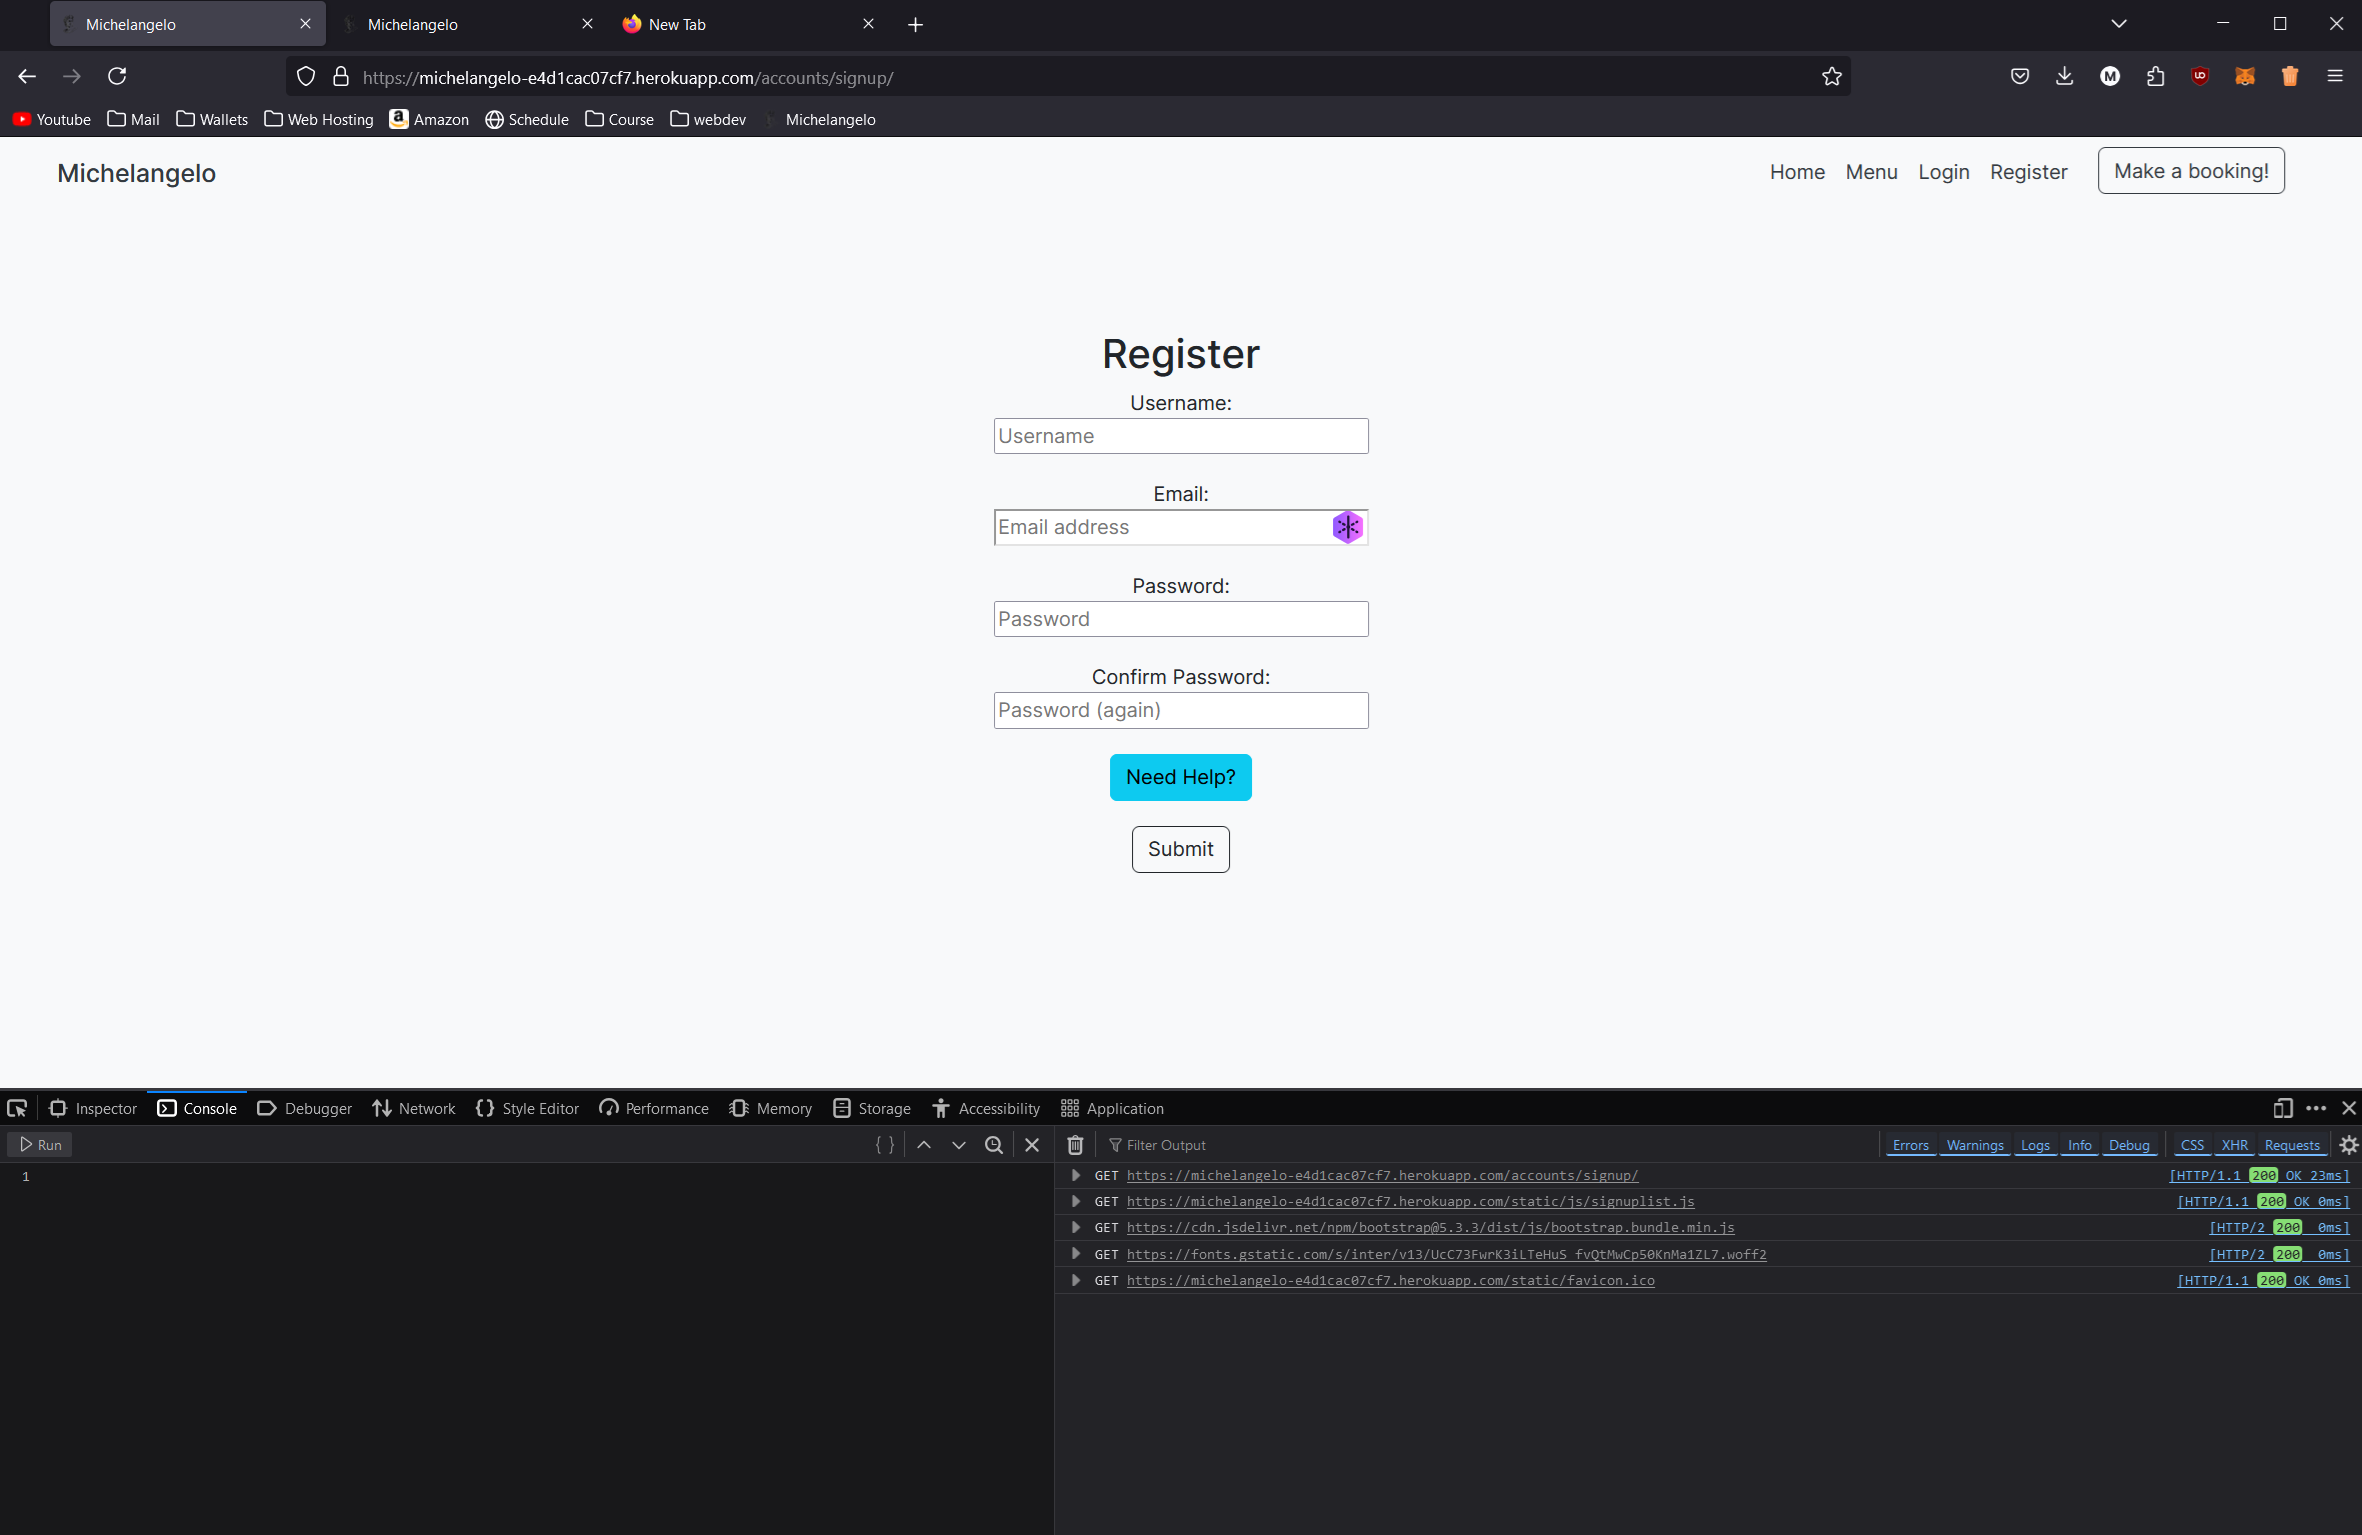 Michelangelo
Michelangelo
New Tab
https://michelangelo-e4d1cac07cf7.herokuapp.com/accounts/signup/
Youtube Mail Wallets Web Hosting Amazon Schedule Course webdev Michelangelo
Michelangelo
Home Menu Login Register Make a booking!
Register
Username:
Username
Email:
Email address
Password:
Password
Confirm Password:
Password (again)
Need Help?
Submit
Inspector Console Debugger Network Style Editor Performance Memory Storage Accessibility Application
Run
Filter Output
Errors Warnings Logs Info Debug CSS XHR Requests
1
GET https://michelangelo-e4d1cac07cf7.herokuapp.com/accounts/signup/ [HTTP/1.1 200 OK 23ms]
GET https://michelangelo-e4d1cac07cf7.herokuapp.com/static/js/signuplist.js [HTTP/1.1 200 OK 0ms]
GET https://cdn.jsdelivr.net/npm/bootstrap@5.3.3/dist/js/bootstrap.bundle.min.js [HTTP/2 200 0ms]
GET https://fonts.gstatic.com/s/inter/v13/UcC73FwrK3iLTeHuS_fvQtMwCp50KnMa1ZL7.woff2 [HTTP/2 200 0ms]
GET https://michelangelo-e4d1cac07cf7.herokuapp.com/static/favicon.ico [HTTP/1.1 200 OK 0ms]